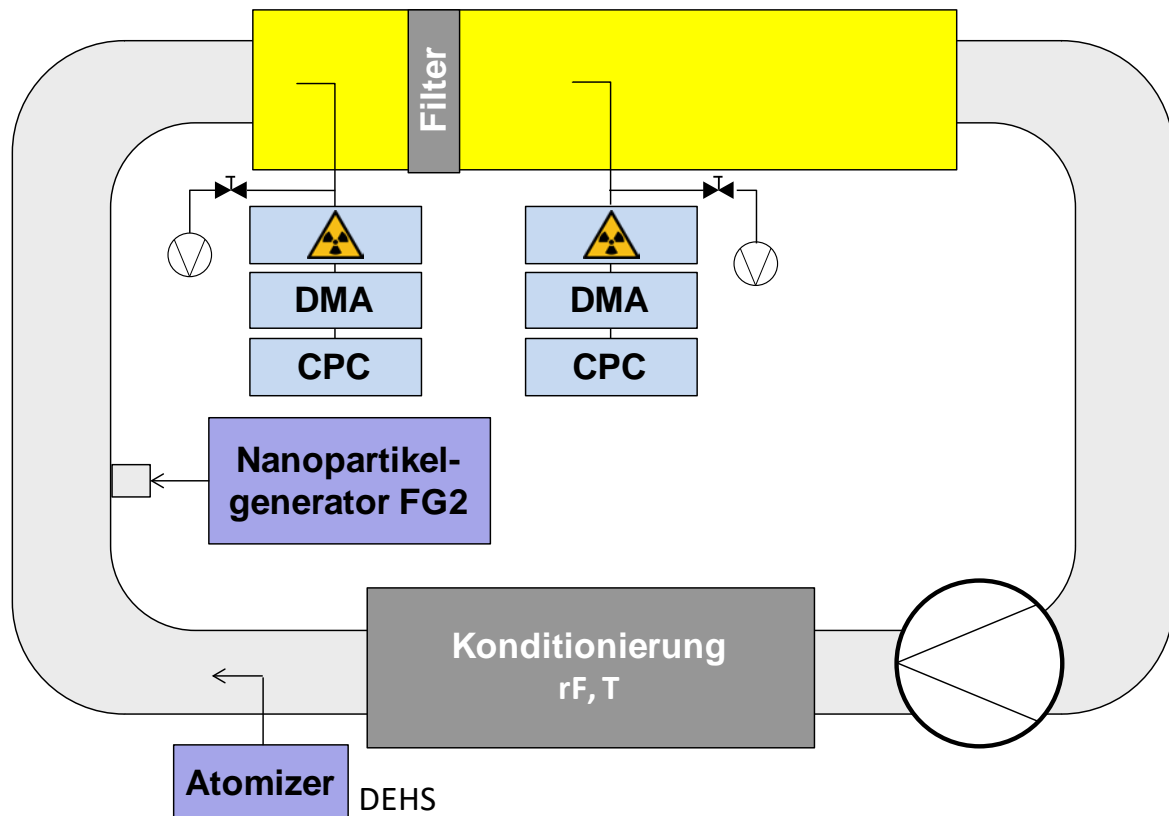 Filter
DMA
DMA
CPC
CPC
Nanopartikel-
generator FG2
Konditionierung
rF, T
Atomizer
DEHS